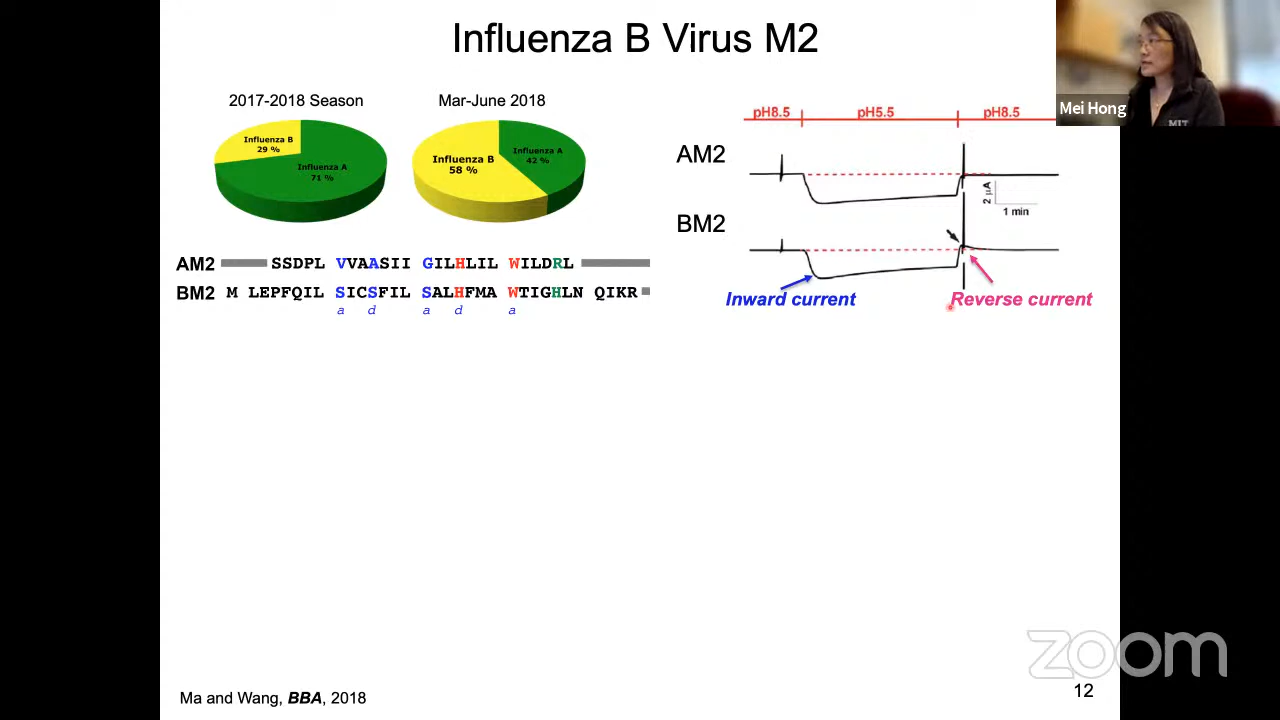 Influenza B Virus M2
2017-2018 Season
Mar-June 2018
Influenza B
29 %
Influenza A
71 %
Influenza B
58 %
Influenza A
42 %
AM2 SSDPL VVAASII GILHLIL WILDRL
BM2 M LEPFQIL SICSFIL SALHFMA WTIGHLN QIKR
a d a d a
pH8.5 pH5.5 pH8.5
AM2
2 µA
1 min
BM2
Inward current
Reverse current
Mei Hong
MIT
zoom
Ma and Wang, BBA, 2018
12